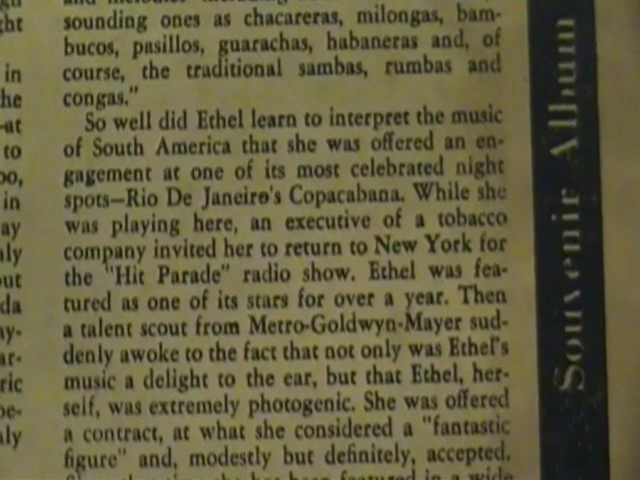 sounding ones as chacareras, milongas, bam-
bucos, pasillos, guarachas, habaneras and, of
course, the traditional sambas, rumbas and
congas."
So well did Ethel learn to interpret the music
of South America that she was offered an en-
gagement at one of its most celebrated night
spots—Rio De Janeiro's Copacabana. While she
was playing here, an executive of a tobacco
company invited her to return to New York for
the "Hit Parade" radio show. Ethel was fea-
tured as one of its stars for over a year. Then
a talent scout from Metro-Goldwyn-Mayer sud-
denly awoke to the fact that not only was Ethel's
music a delight to the ear, but that Ethel, her-
self, was extremely photogenic. She was offered
a contract, at what she considered a "fantastic
figure" and, modestly but definitely, accepted.
Souvenir Album